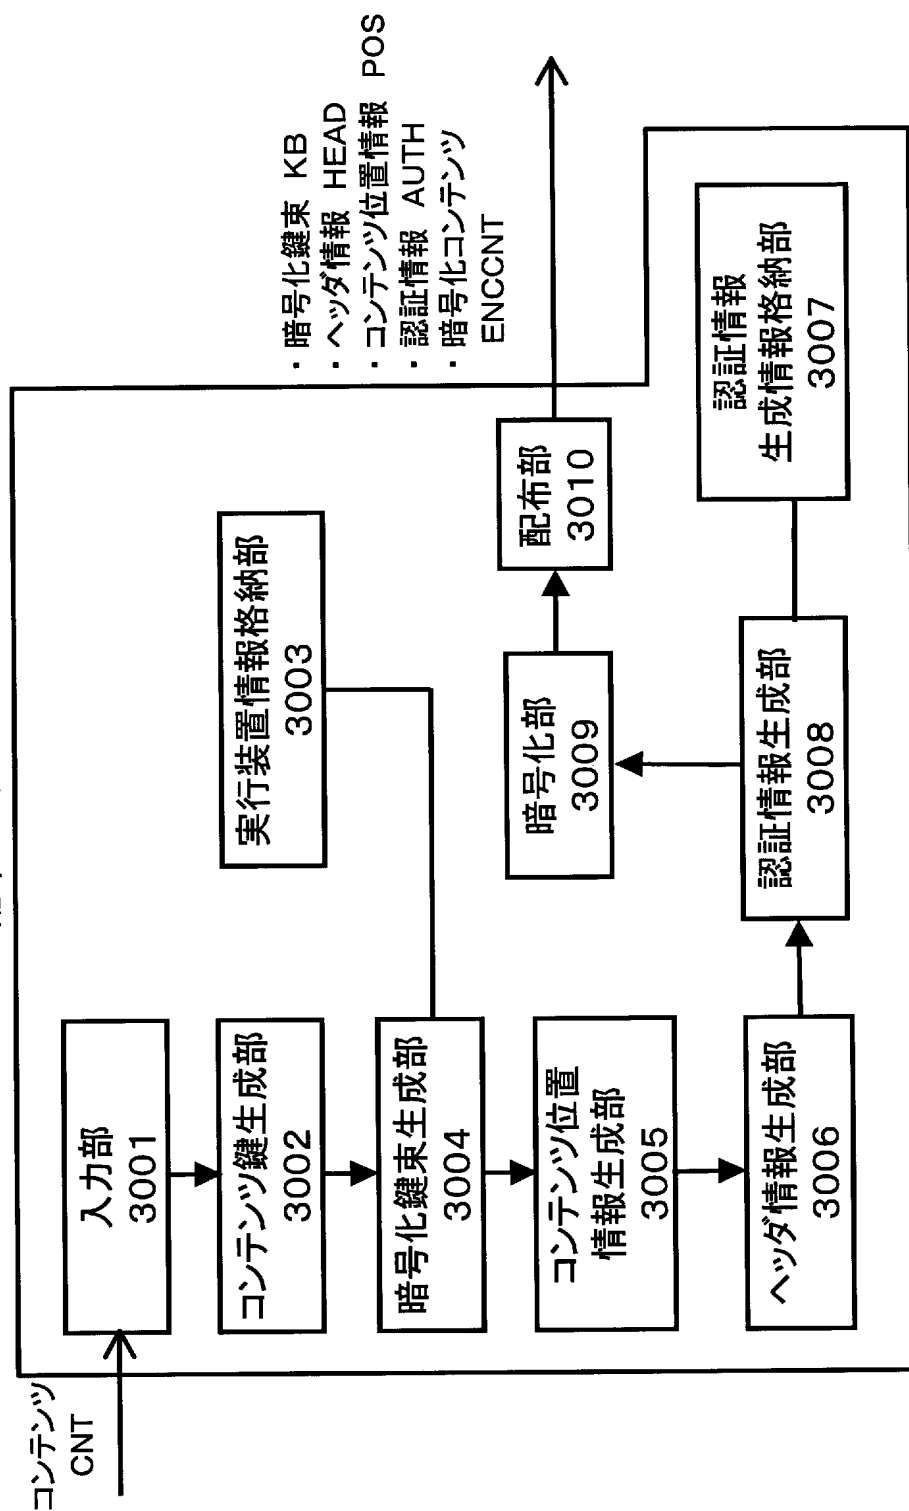 コンテンツ
CNT
入力部
3001
コンテンツ鍵生成部
3002
実行装置情報格納部
3003
暗号化鍵束生成部
3004
コンテンツ位置
情報生成部
3005
ヘッダ情報生成部
3006
認証情報
生成情報格納部
3007
認証情報生成部
3008
暗号化部
3009
配布部
3010
・ 暗号化鍵束 KB
・ ヘッダ情報 HEAD
・ コンテンツ位置情報 POS
・ 認証情報 AUTH
・ 暗号化コンテンツ
ENCCNT